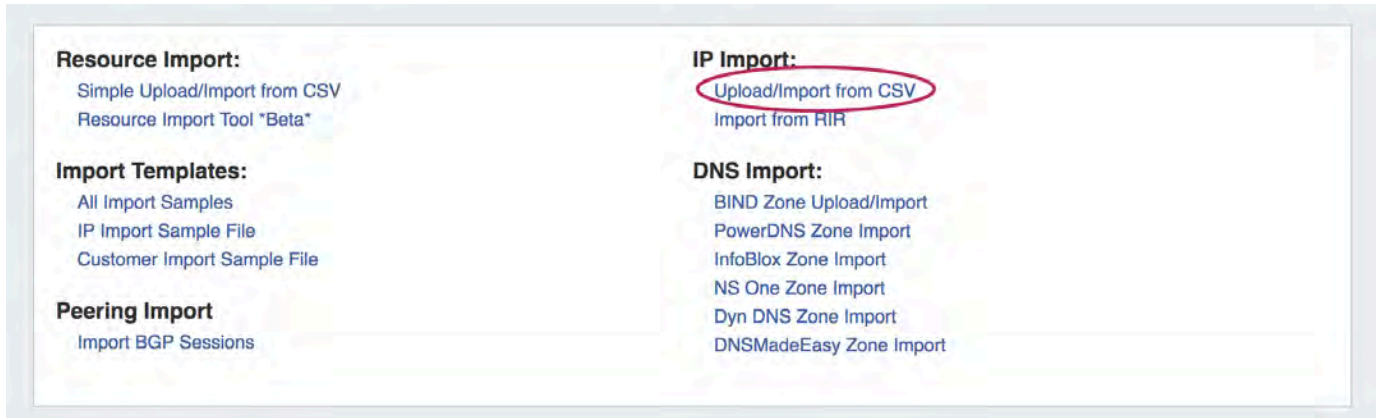 Resource Import:
Simple Upload/Import from CSV
Resource Import Tool *Beta*
Import Templates:
All Import Samples
IP Import Sample File
Customer Import Sample File
Peering Import
Import BGP Sessions
IP Import:
Upload/Import from CSV
Import from RIR
DNS Import:
BIND Zone Upload/Import
PowerDNS Zone Import
InfoBlox Zone Import
NS One Zone Import
Dyn DNS Zone Import
DNSMadeEasy Zone Import